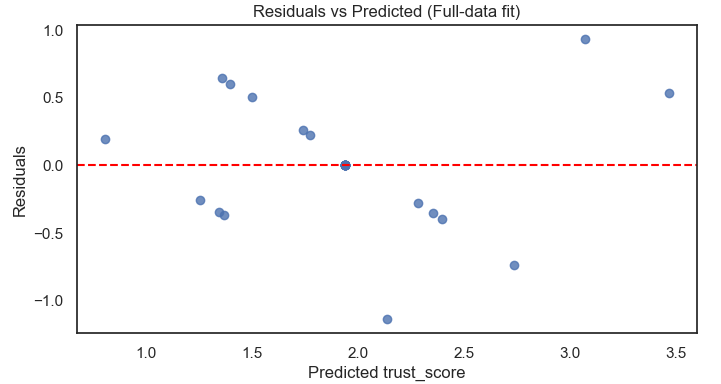 Residuals vs Predicted (Full-data fit)
1.0
0.5
0.0
−0.5
−1.0
Residuals
1.0 1.5 2.0 2.5 3.0 3.5
Predicted trust_score